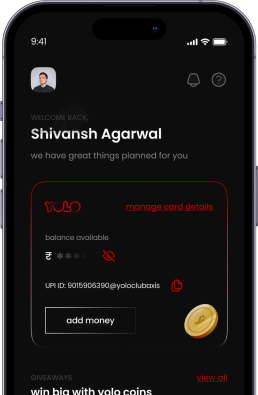 9:41
WELCOME BACK,
Shivansh Agarwal
we have great things planned for you
YOLO manage card details
balance available
₹ ****
UPI ID: 9015906390@yoloclubaxis
add money
GIVEAWAYS view all
win big with yolo coins